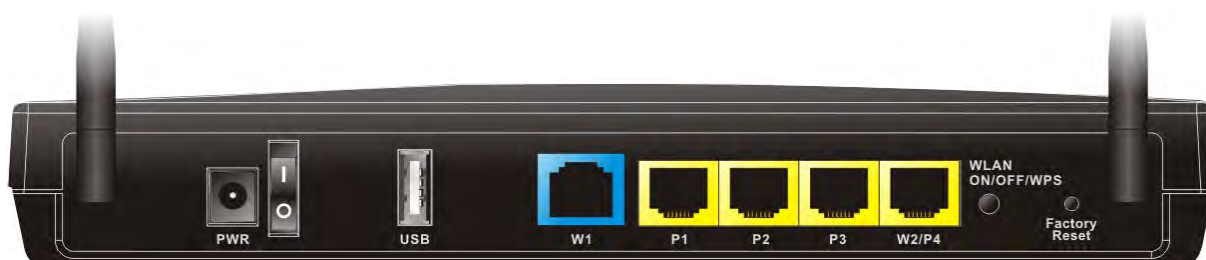 I
O
PWR
USB
W1
P1
P2
P3
W2/P4
WLAN
ON/OFF/WPS
Factory
Reset